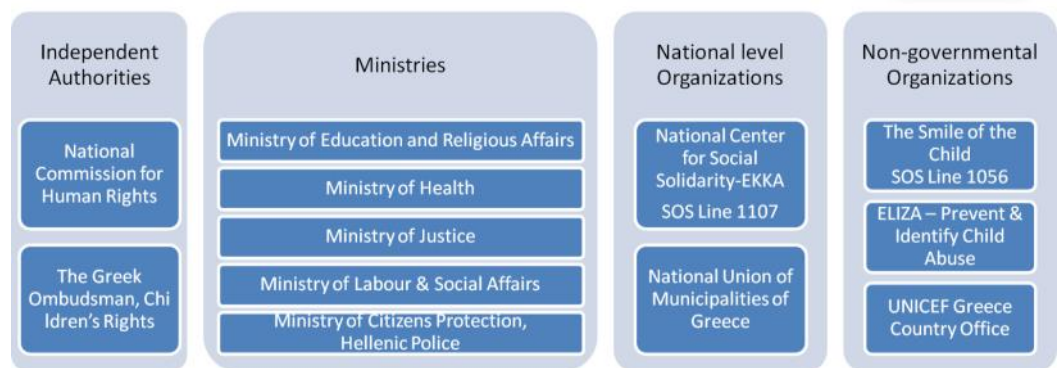 Independent
Authorities
National
Commission for
Human Rights
The Greek
Ombudsman, Chi
ldren's Rights
Ministries
Ministry of Education and Religious Affairs
Ministry of Health
Ministry of Justice
Ministry of Labour & Social Affairs
Ministry of Citizens Protection,
Hellenic Police
National level
Organizations
National Center
for Social
Solidarity-EKKA
SOS Line 1107
National Union of
Municipalities of
Greece
Non-governmental
Organizations
The Smile of the
Child
SOS Line 1056
ELIZA – Prevent &
Identify Child
Abuse
UNICEF Greece
Country Office